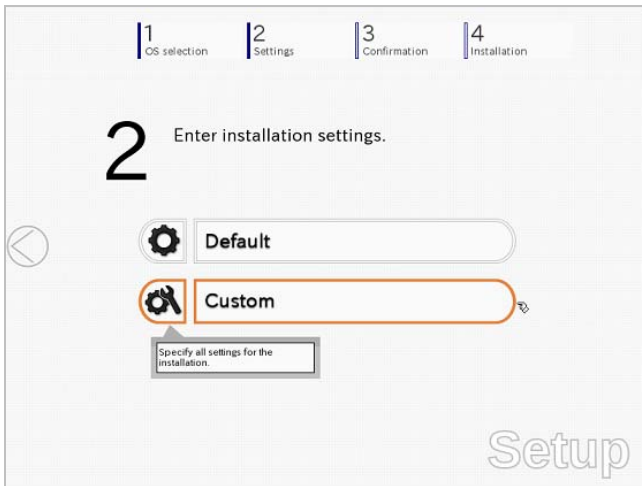 1
OS selection
2
Settings
3
Confirmation
4
Installation
2
Enter installation settings.
Default
Custom
Specify all settings for the
installation.
Setup